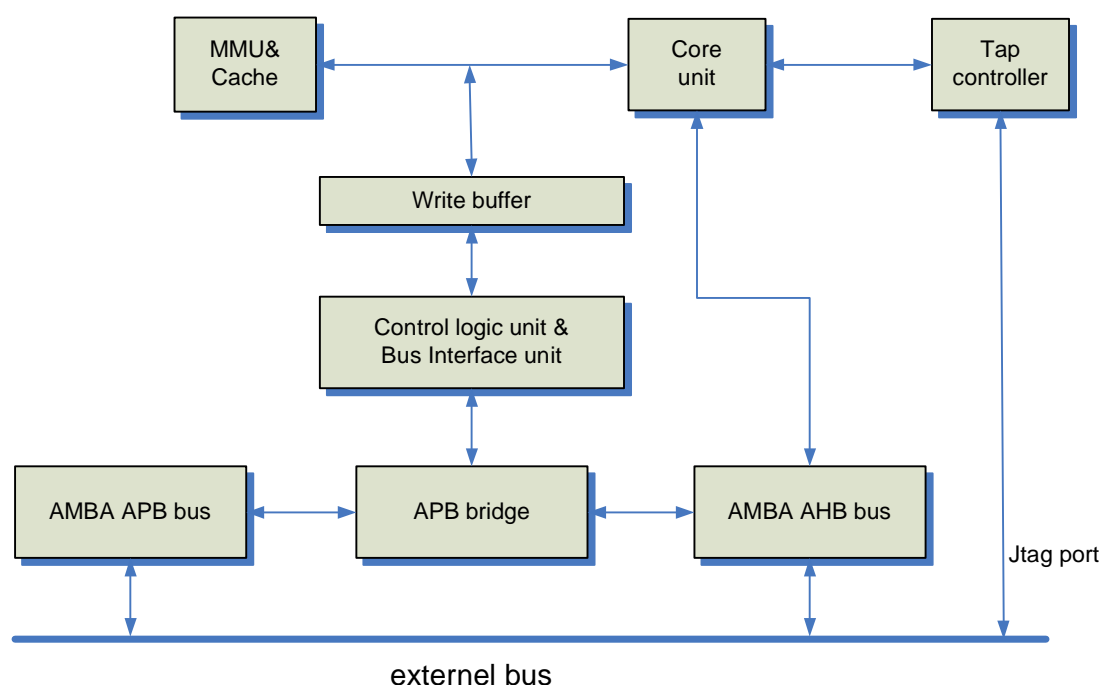 MMU&
Cache
Core
unit
Tap
controller
Write buffer
Control logic unit &
Bus Interface unit
AMBA APB bus
APB bridge
AMBA AHB bus
Jtag port
externel bus